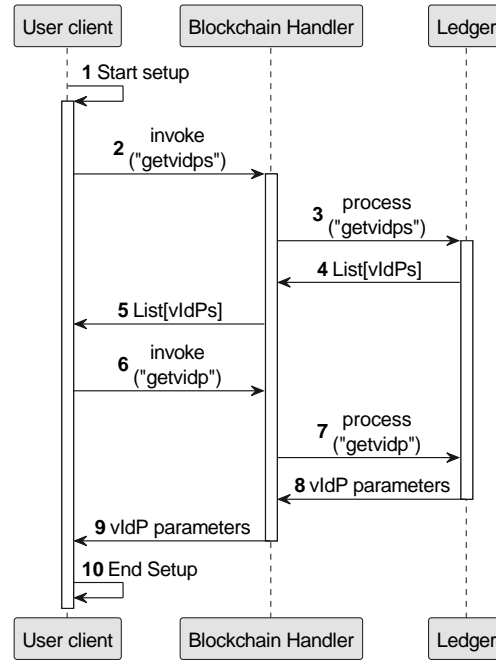 User client
Blockchain Handler
Ledger
1 Start setup
2 invoke
("getvidps")
3 process
("getvidps")
4 List[vIdPs]
5 List[vIdPs]
6 invoke
("getvidp")
7 process
("getvidp")
8 vIdP parameters
9 vIdP parameters
10 End Setup
User client
Blockchain Handler
Ledger